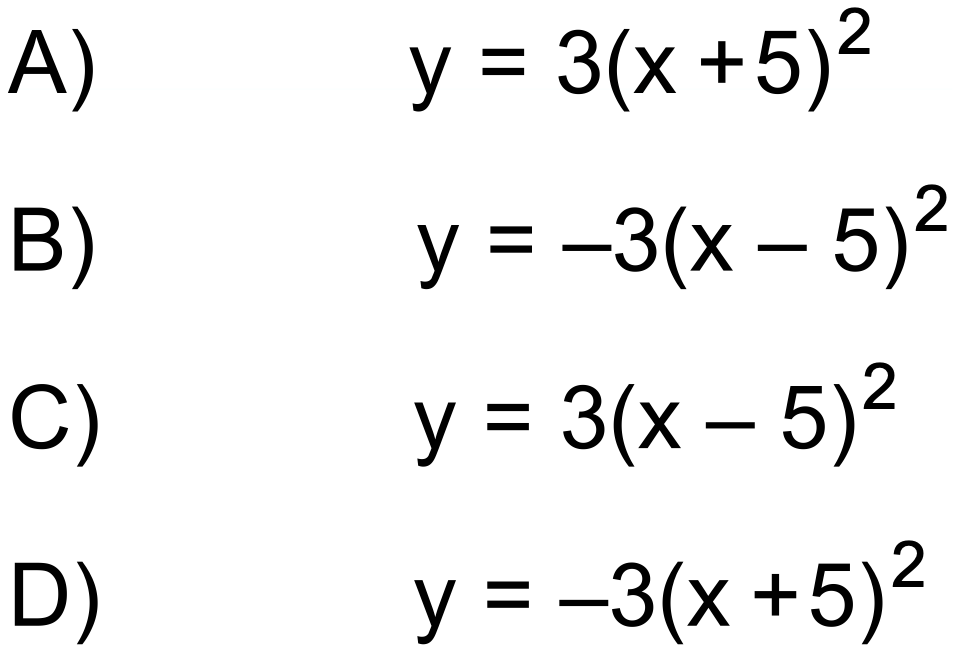 A) y = 3(x + 5)²
B) y = –3(x – 5)²
C) y = 3(x – 5)²
D) y = –3(x + 5)²